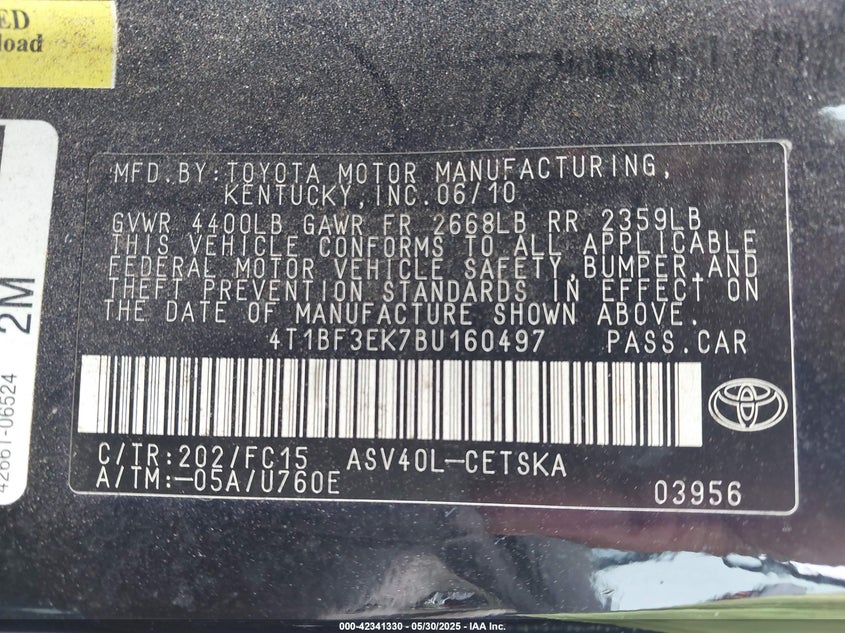 ED
load
42661-06524
2M
MFD.BY:TOYOTA MOTOR MANUFACTURING,
KENTUCKY,INC.06/10
GVWR 4400LB GAWR FR 2668LB RR 2359LB
THIS VEHICLE CONFORMS TO ALL APPLICABLE
FEDERAL MOTOR VEHICLE SAFETY,BUMPER,AND
THEFT PREVENTION STANDARDS IN EFFECT ON
THE DATE OF MANUFACTURE SHOWN ABOVE.
4T1BF3EK7BU160497 PASS.CAR
C/TR:202/FC15 ASV40L-CETSKA
A/TM:-05A/U760E
03956
000-42341330 - 05/30/2025 - IAA Inc.